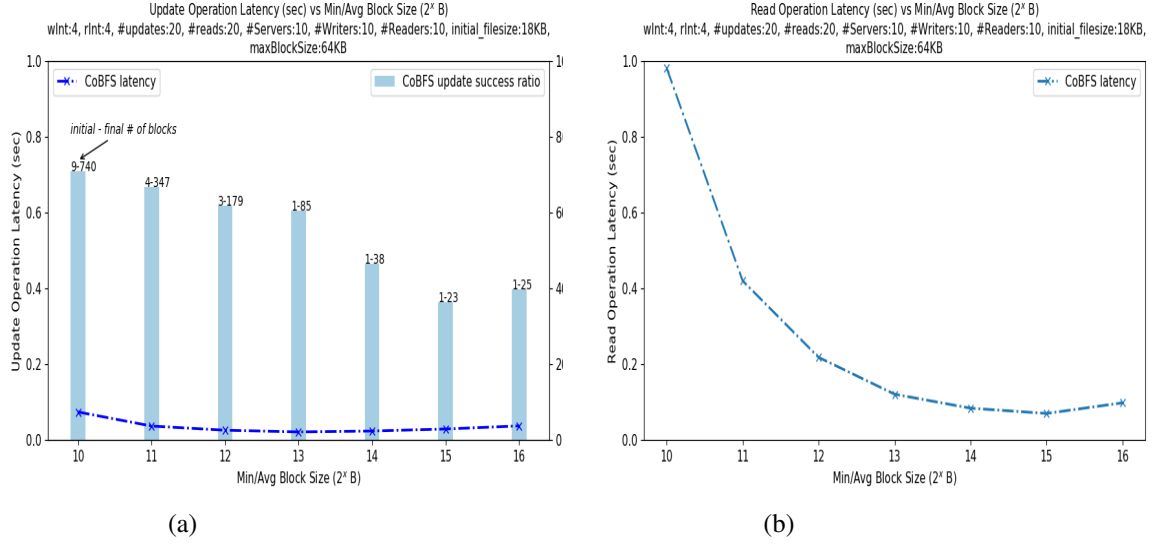 Update Operation Latency (sec) vs Min/Avg Block Size (2ˣ B)
wInt:4, rInt:4, #updates:20, #reads:20, #Servers:10, #Writers:10, #Readers:10, initial_filesize:18KB,
maxBlockSize:64KB
CoBFS latency
CoBFS update success ratio
initial - final # of blocks
9-740
4-347
3-179
1-85
1-38
1-23
1-25
Update Operation Latency (sec)
1.0
0.8
0.6
0.4
0.2
0.0
8
6
40
20
0
10 11 12 13 14 15 16
Min/Avg Block Size (2ˣ B)
(a)
Read Operation Latency (sec) vs Min/Avg Block Size (2ˣ B)
wInt:4, rInt:4, #updates:20, #reads:20, #Servers:10, #Writers:10, #Readers:10, initial_filesize:18KB,
maxBlockSize:64KB
CoBFS latency
Read Operation Latency (sec)
1.0
0.8
0.6
0.4
0.2
0.0
10 11 12 13 14 15 16
Min/Avg Block Size (2ˣ B)
(b)